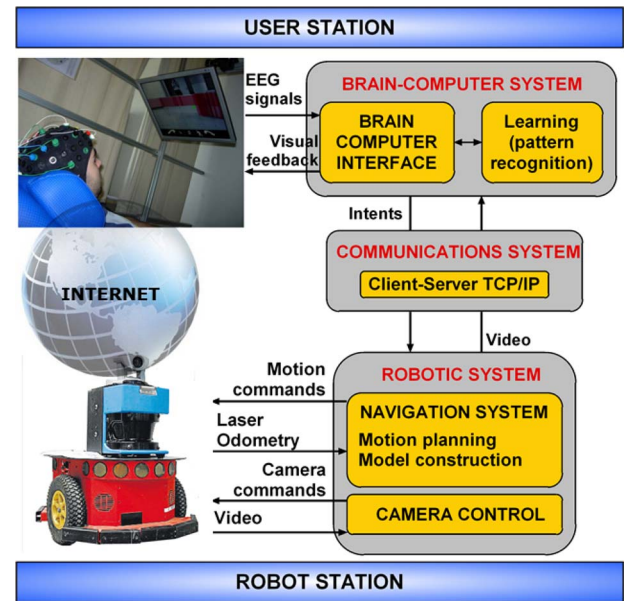 USER STATION
EEG
signals
Visual
feedback
BRAIN-COMPUTER SYSTEM
BRAIN
COMPUTER
INTERFACE
Learning
(pattern
recognition)
Intents
COMMUNICATIONS SYSTEM
Client-Server TCP/IP
INTERNET
Video
ROBOTIC SYSTEM
Motion
commands
NAVIGATION SYSTEM
Motion planning
Model construction
Laser
Odometry
Camera
commands
CAMERA CONTROL
Video
ROBOT STATION